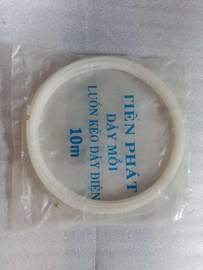 TIẾN PHÁT
DÂY MỒI
LUỒN KÉO DÂY ĐIỆN
10m